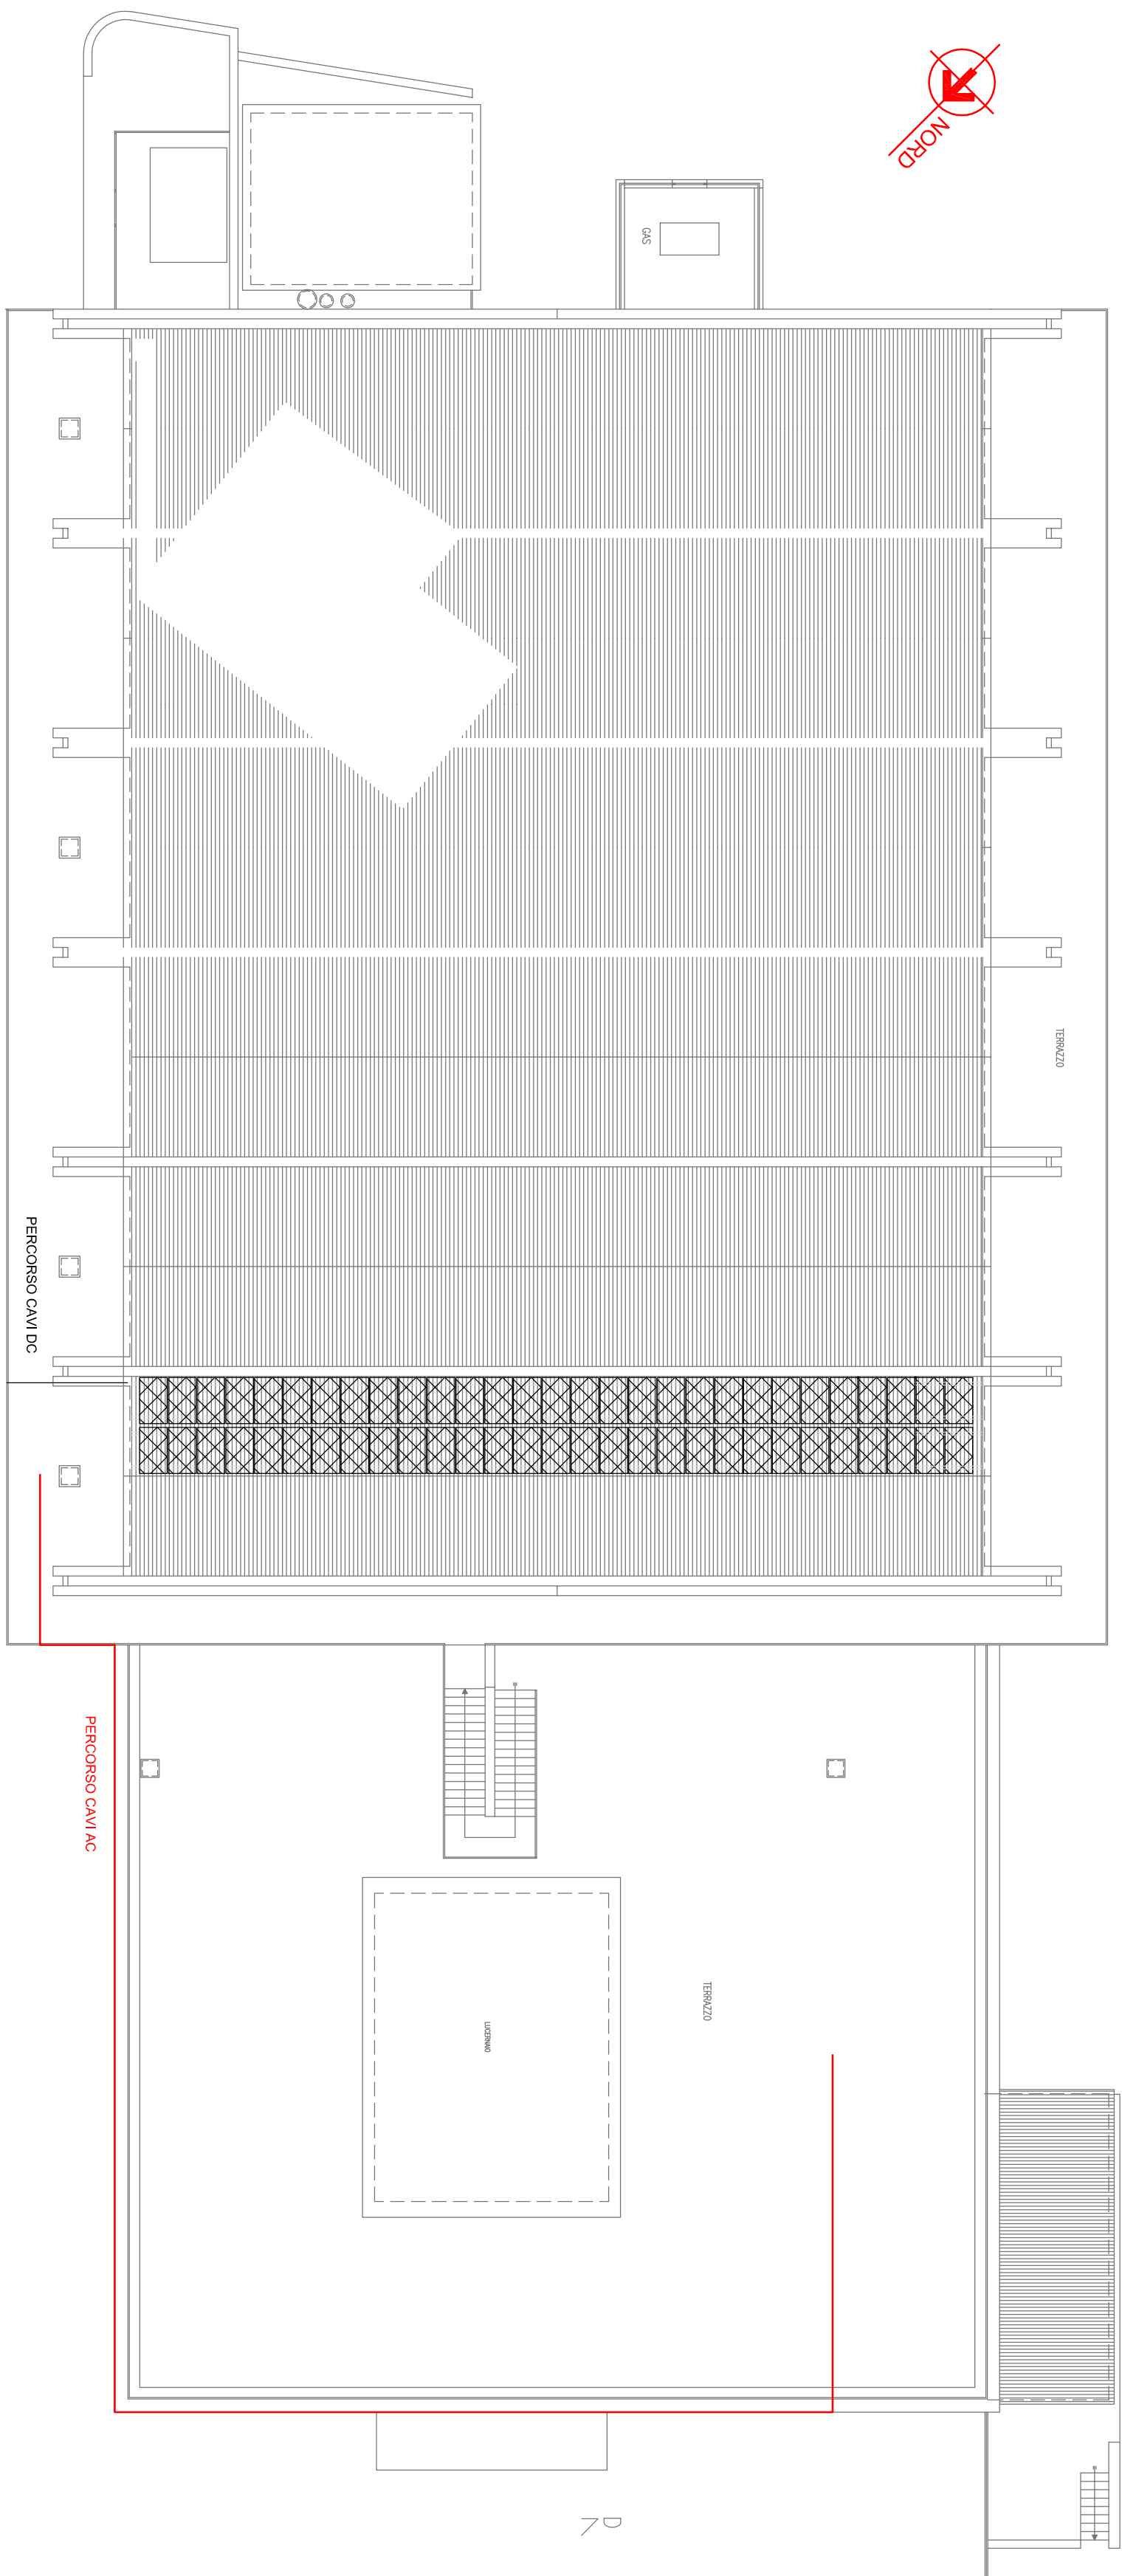 NORD
GAS
TERRAZZO
PERCORSO CAVI DC
PERCORSO CAVI AC
TERRAZZO
LUCERNAIO
D